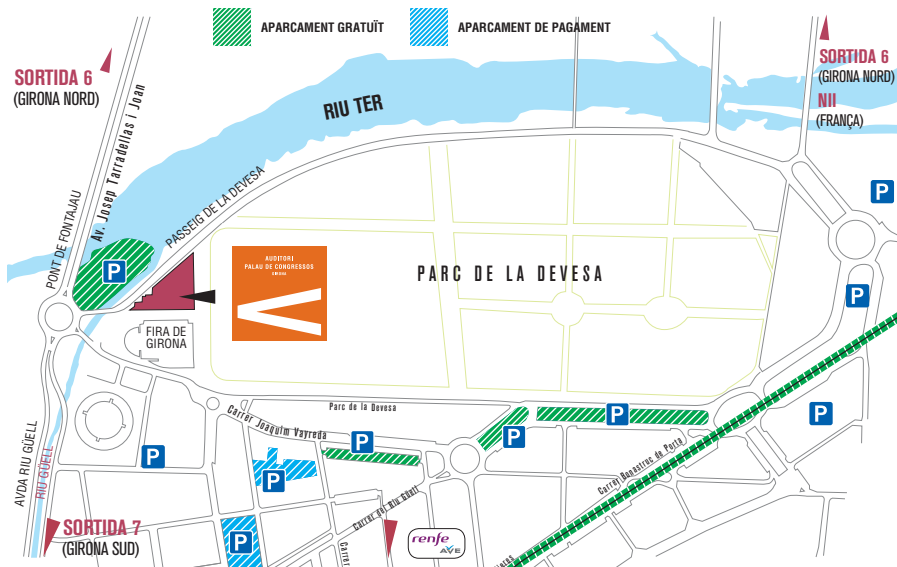 APARCAMENT GRATUÏT
APARCAMENT DE PAGAMENT
SORTIDA 6
(GIRONA NORD)
SORTIDA 6
(GIRONA NORD)
NII
(FRANÇA)
RIU TER
Av. Josep Tarradellas i Joan
PONT DE FONTAJAU
PASSEIG DE LA DEVESA
P
P
P
AUDITORI
PALAU DE CONGRESSOS
GIRONA
PARC DE LA DEVESA
FIRA DE
GIRONA
Parc de la Devesa
Carrer Joaquim Vayreda
P
P
P
P
P
P
P
P
AVDA RIU GÜELL
RIU GÜELL
Carrer del Riu Güell
Carrer Bonastruc de Porta
Carrer
SORTIDA 7
(GIRONA SUD)
renfe
AVE